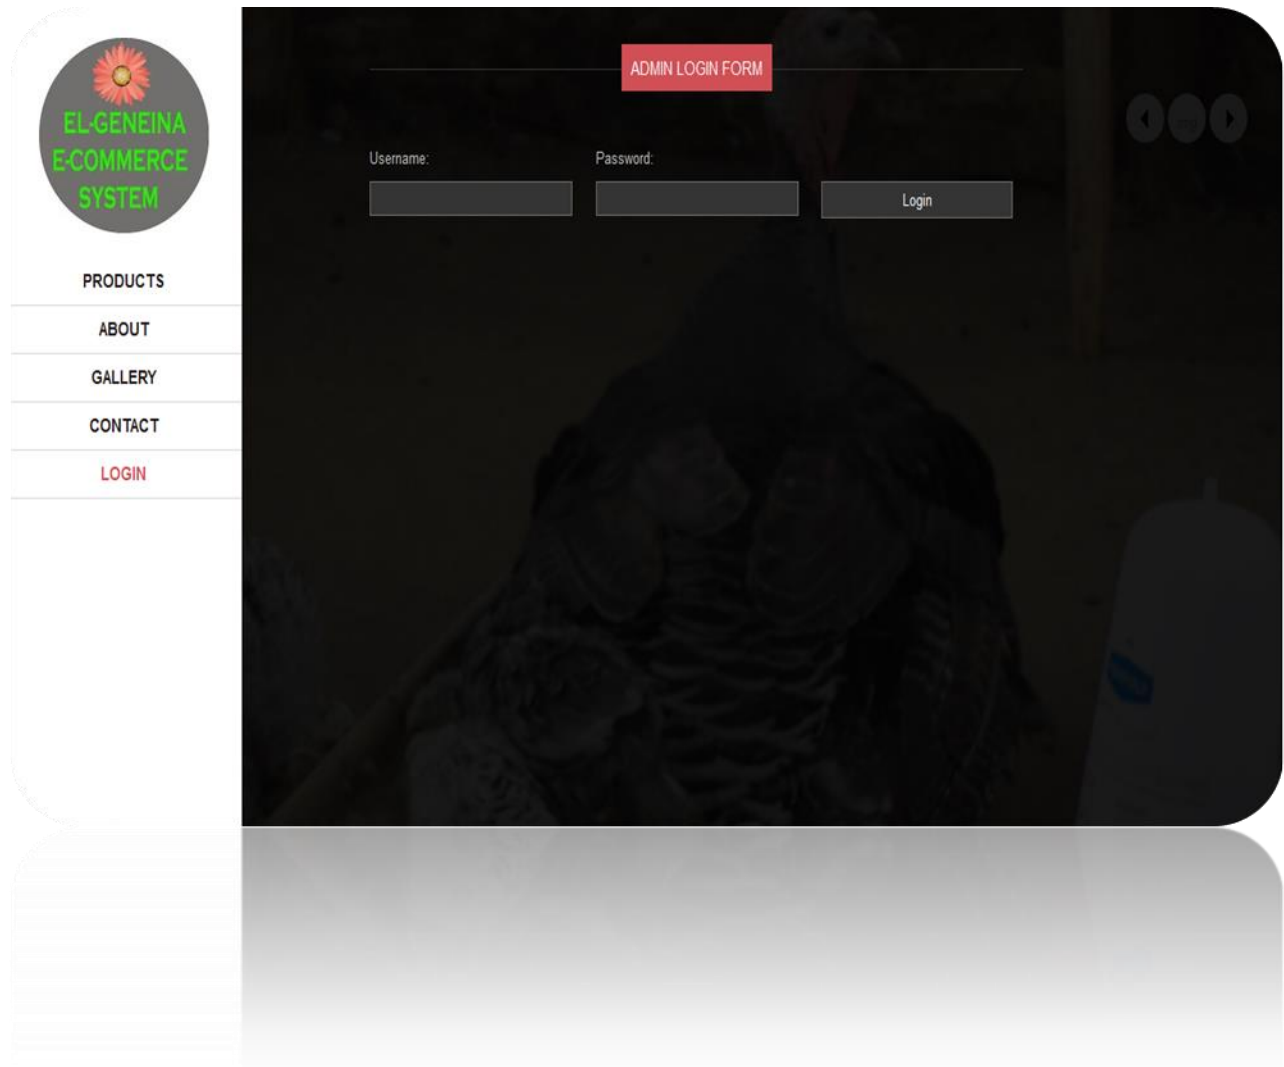 EL-GENEINA
E-COMMERCE
SYSTEM
PRODUCTS
ABOUT
GALLERY
CONTACT
LOGIN
ADMIN LOGIN FORM
Username:
Password:
Login